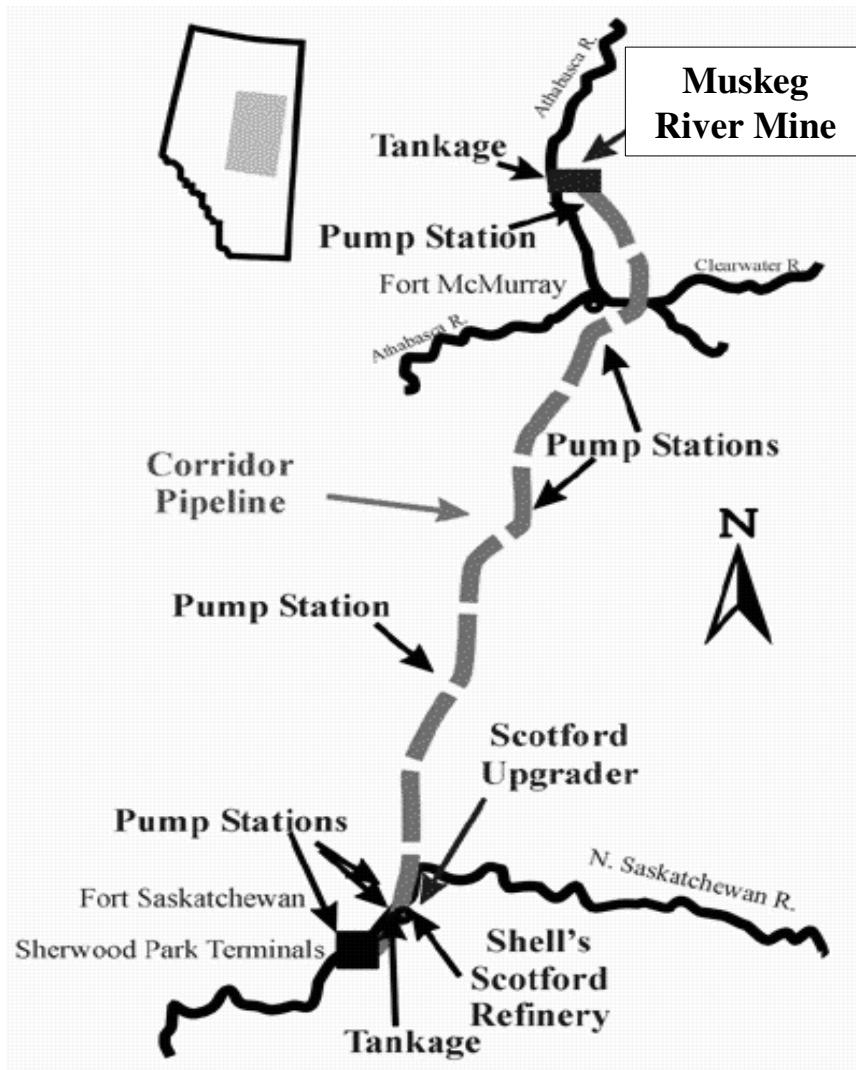 Athabasca R.
Muskeg
River Mine
Tankage
Pump Station
Clearwater R.
Fort McMurray
Athabasca R.
Pump Stations
Corridor
Pipeline
N
Pump Station
Scotford
Upgrader
Pump Stations
N. Saskatchewan R.
Fort Saskatchewan
Sherwood Park Terminals
Shell's
Scotford
Refinery
Tankage